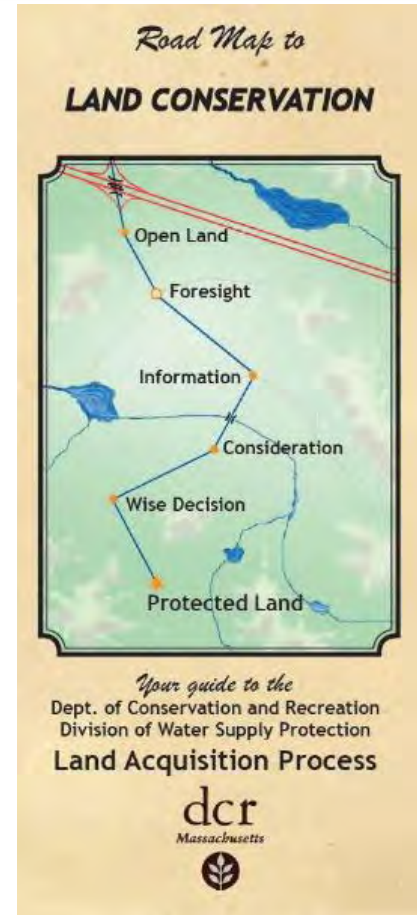 Road Map to
LAND CONSERVATION
Open Land
Foresight
Information
Consideration
Wise Decision
Protected Land
Your guide to the
Dept. of Conservation and Recreation
Division of Water Supply Protection
Land Acquisition Process
dcr
Massachusetts